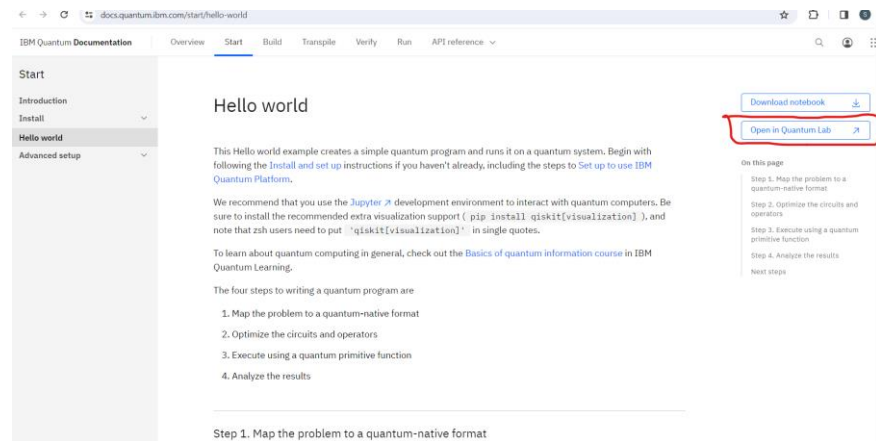 docs.quantum.ibm.com/start/hello-world
S
IBM Quantum Documentation
Overview Start Build Transpile Verify Run API reference
Start
Introduction
Install
Hello world
Advanced setup
Hello world
This Hello world example creates a simple quantum program and runs it on a quantum system. Begin with
following the Install and set up instructions if you haven't already, including the steps to Set up to use IBM
Quantum Platform.
We recommend that you use the Jupyter development environment to interact with quantum computers. Be
sure to install the recommended extra visualization support ( pip install qiskit[visualization] ), and
note that zsh users need to put 'qiskit[visualization]' in single quotes.
To learn about quantum computing in general, check out the Basics of quantum information course in IBM
Quantum Learning.
The four steps to writing a quantum program are
1. Map the problem to a quantum-native format
2. Optimize the circuits and operators
3. Execute using a quantum primitive function
4. Analyze the results
Step 1. Map the problem to a quantum-native format
Download notebook
Open in Quantum Lab
On this page
Step 1. Map the problem to a
quantum-native format
Step 2. Optimize the circuits and
operators
Step 3. Execute using a quantum
primitive function
Step 4. Analyze the results
Next steps